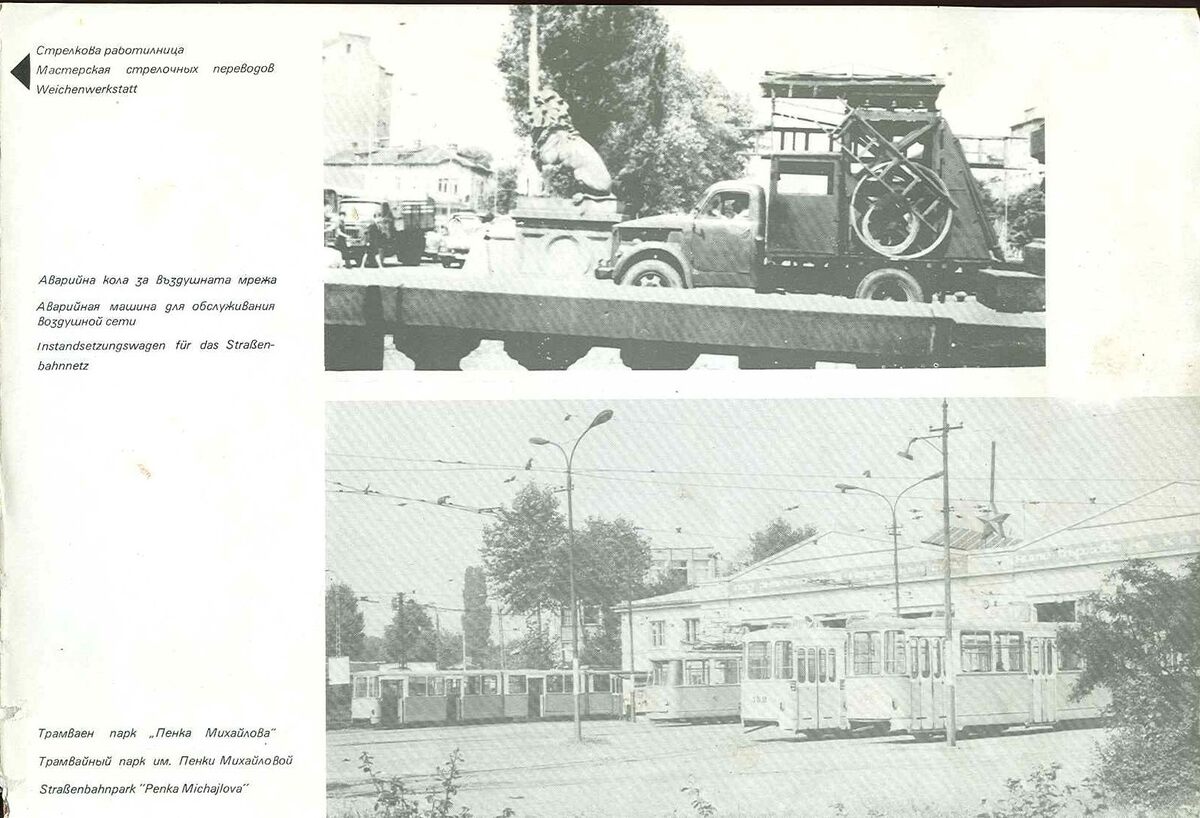 Стрелкова работилница
Мастерская стрелочных переводов
Weichenwerkstatt
Аварийна кола за въздушната мрежа
Аварийная машина для обслуживания
воздушной сети
Instandsetzungswagen für das Straßen-
bahnnetz
Трамваен парк „Пенка Михайлова“
Трамвайный парк им. Пенки Михайловой
Straßenbahnpark "Penka Michajlova"